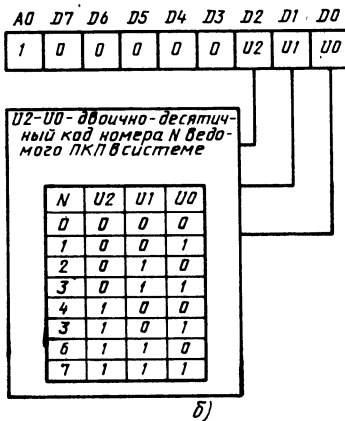 A0 D7 D6 D5 D4 D3 D2 D1 D0
1 0 0 0 0 0 U2 U1 U0
U2-U0- двоично-десятич-
ный код номера N ведо-
мого ПКП в системе
N U2 U1 U0
0 0 0 0
1 0 0 1
2 0 1 0
3 0 1 1
4 1 0 0
3 1 0 1
6 1 1 0
7 1 1 1
б)